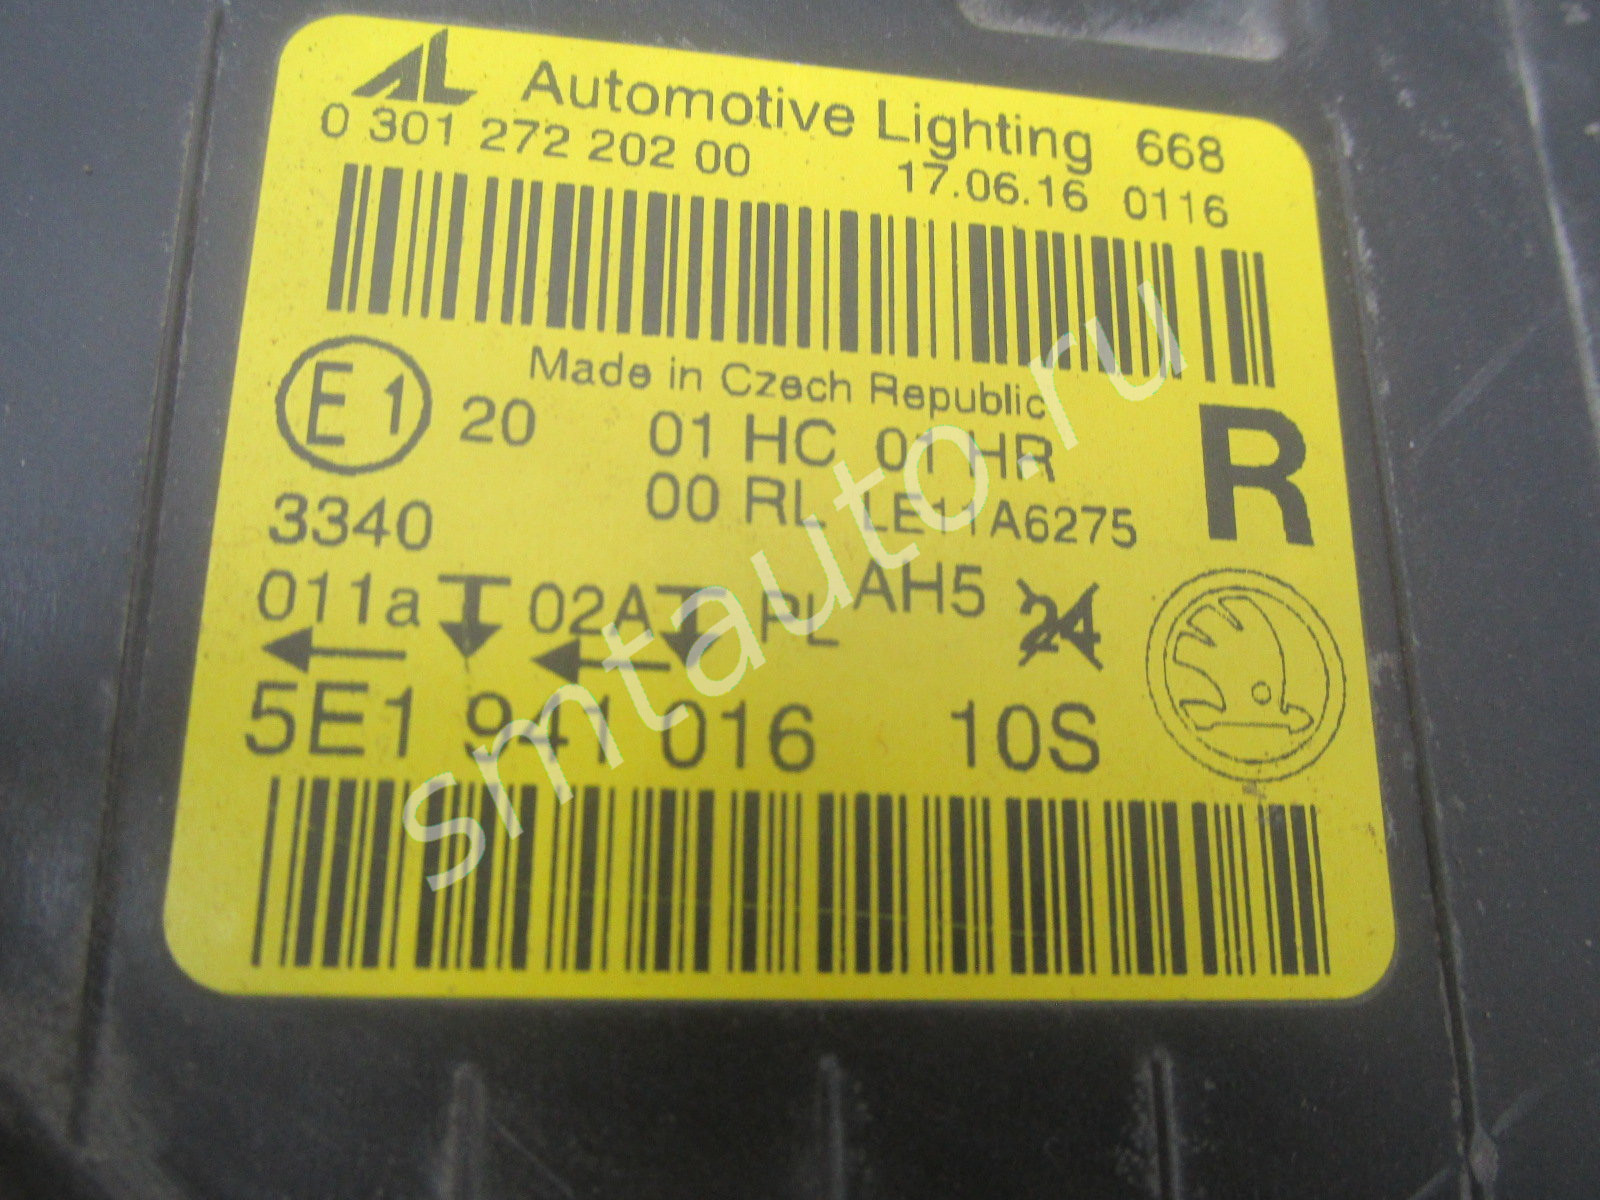 AL Automotive Lighting 668
0 301 272 202 00 17.06.16 0116
Made in Czech Republic
E1 20 01 HC 01 HR R
3340 00 RL LE11A6275
011a 02A PL AH5 24
5E1 941 016 10S
smtauto.ru